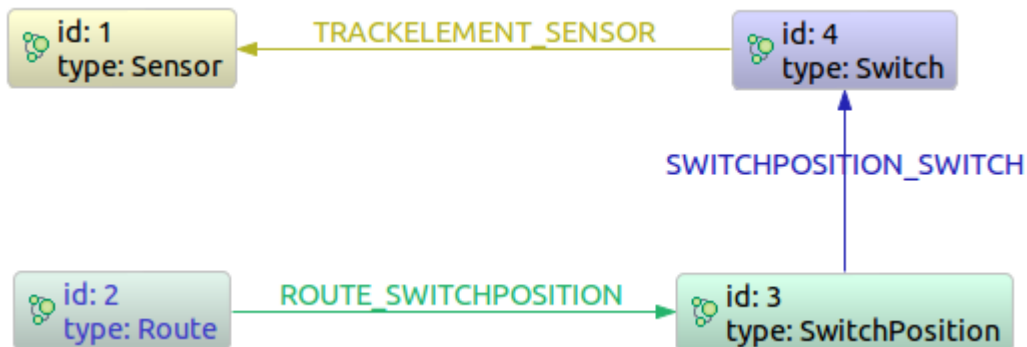 id: 1
type: Sensor
TRACKELEMENT_SENSOR
id: 4
type: Switch
SWITCHPOSITION_SWITCH
id: 2
type: Route
ROUTE_SWITCHPOSITION
id: 3
type: SwitchPosition